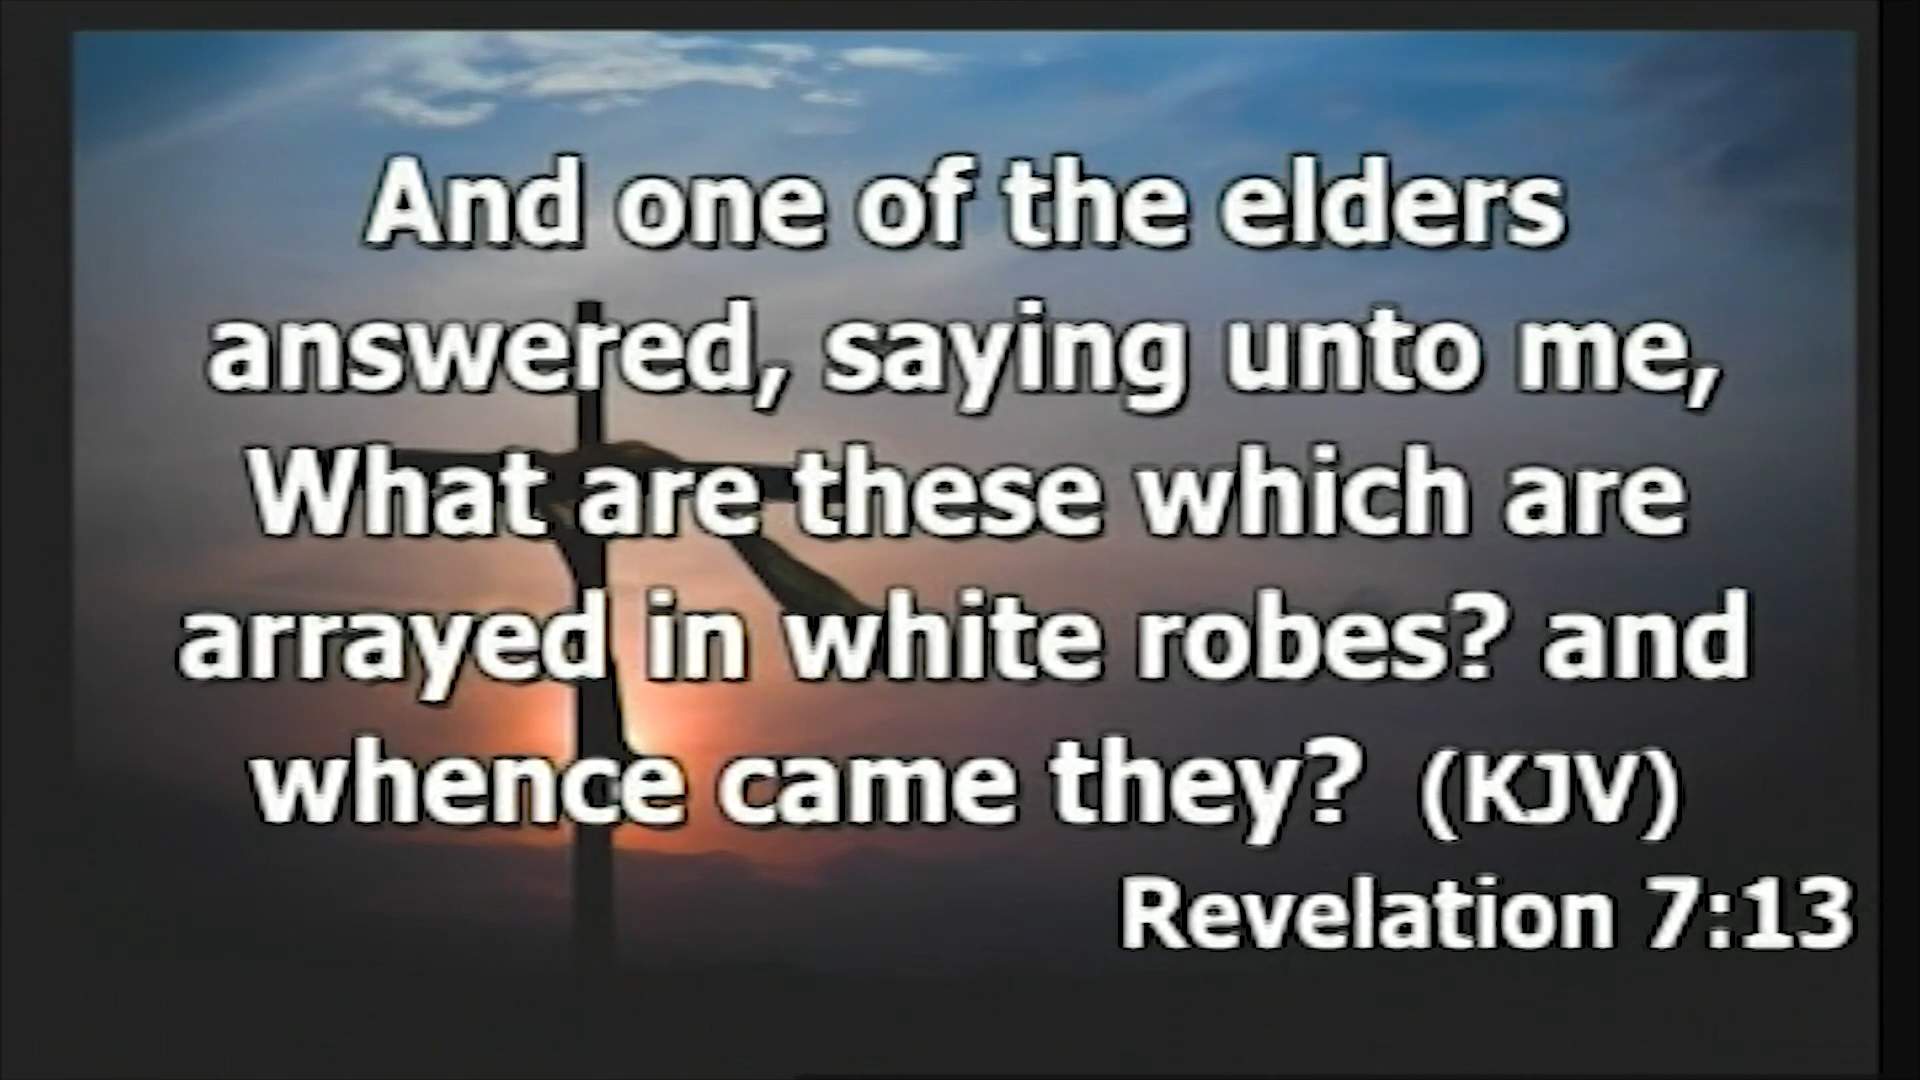 And one of the elders
answered, saying unto me,
What are these which are
arrayed in white robes? and
whence came they? (KJV)
Revelation 7:13